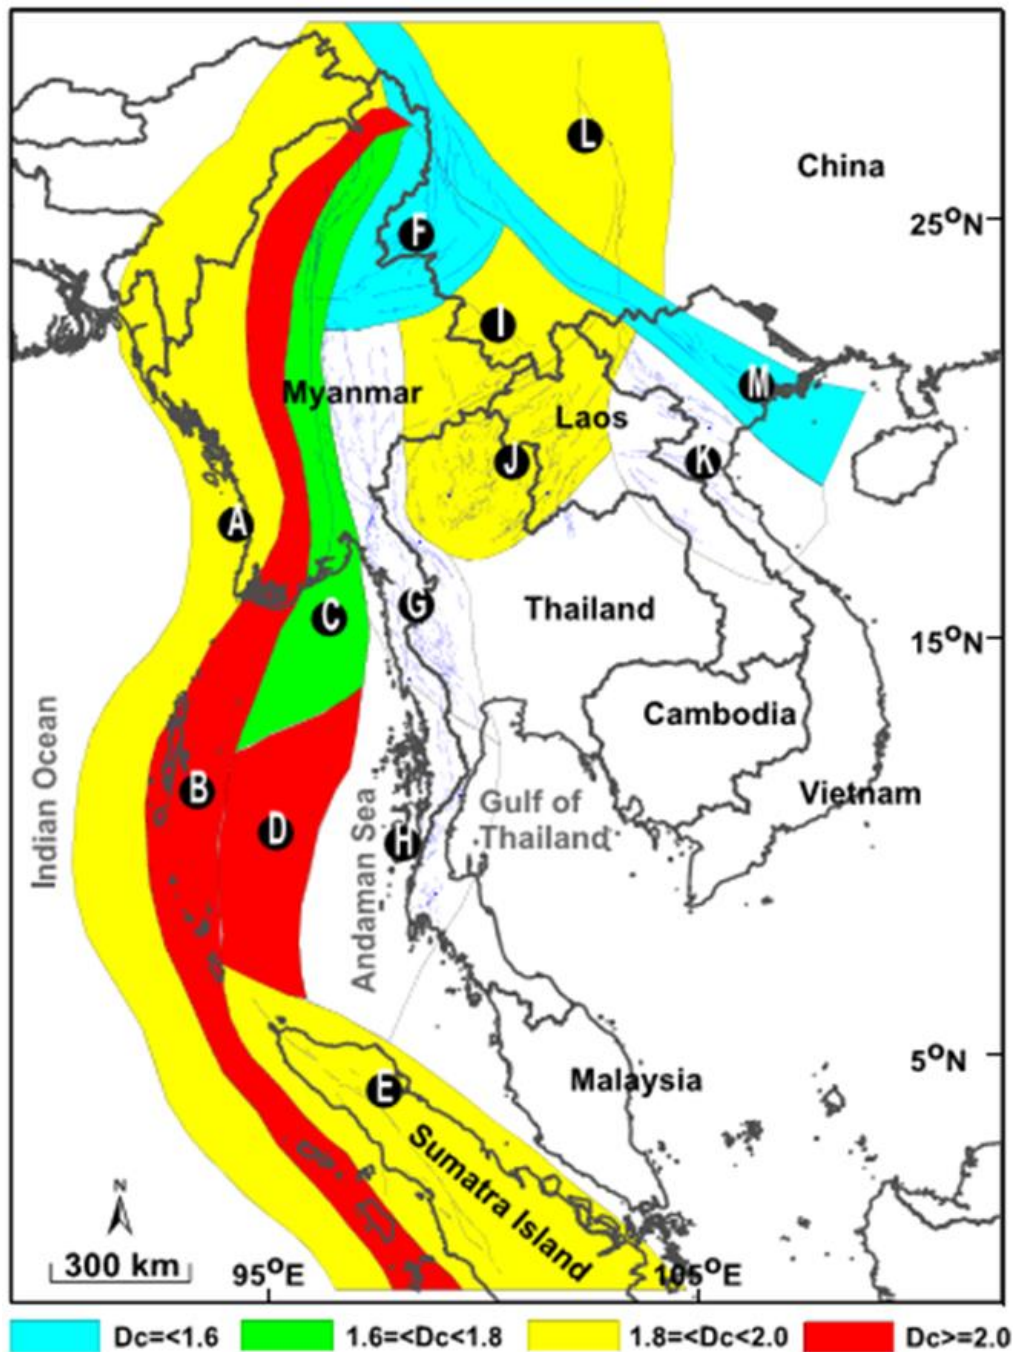 L
China
25°N
F
I
Myanmar
Laos
M
J
K
A
C
G
Thailand
15°N
Cambodia
Indian Ocean
B
Vietnam
Gulf of
Thailand
D
Andaman Sea
H
5°N
Malaysia
E
Sumatra Island
N
300 km
95°E
105°E
Dc=<1.6
1.6=<Dc<1.8
1.8=<Dc<2.0
Dc>=2.0